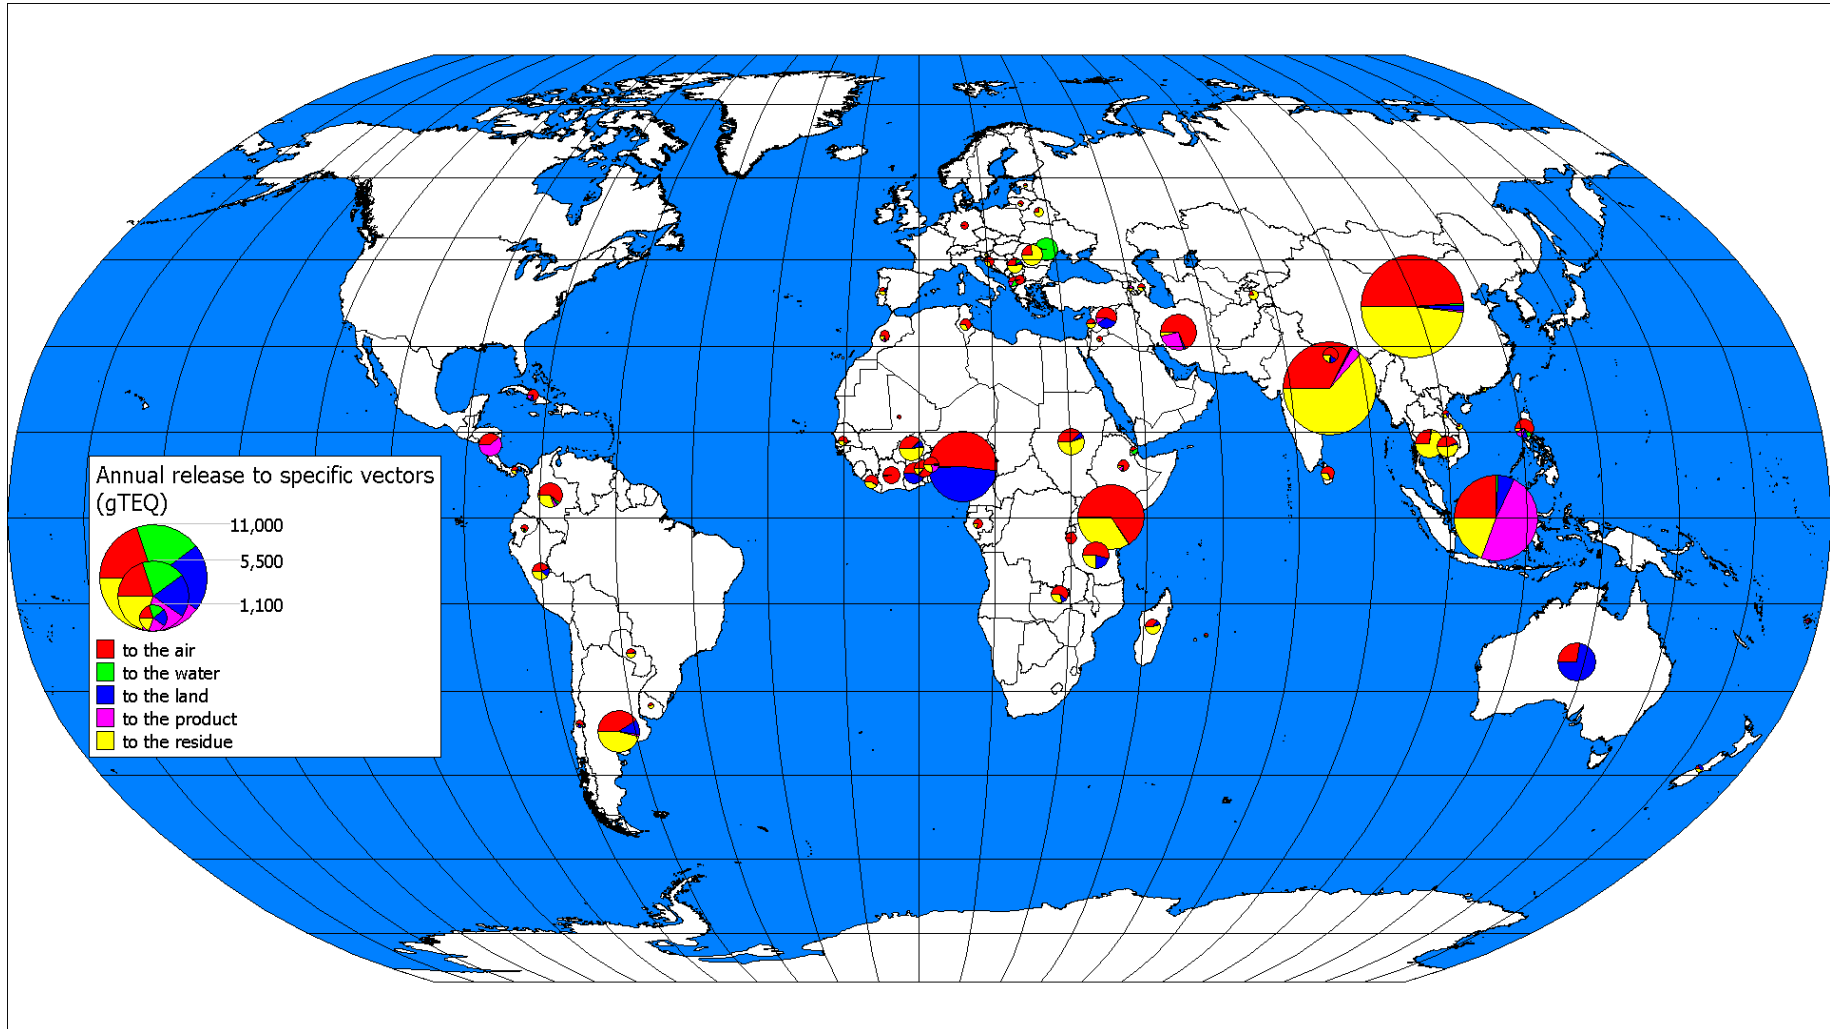 Annual release to specific vectors
(gTEQ)
11,000
5,500
1,100
to the air
to the water
to the land
to the product
to the residue